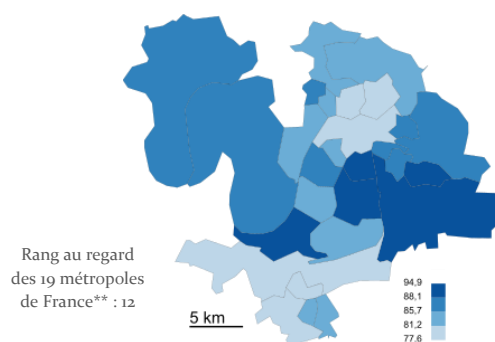 Rang au regard
des 19 métropoles
de France** : 12
5 km
94,9
88,1
85,7
81,2
77,6